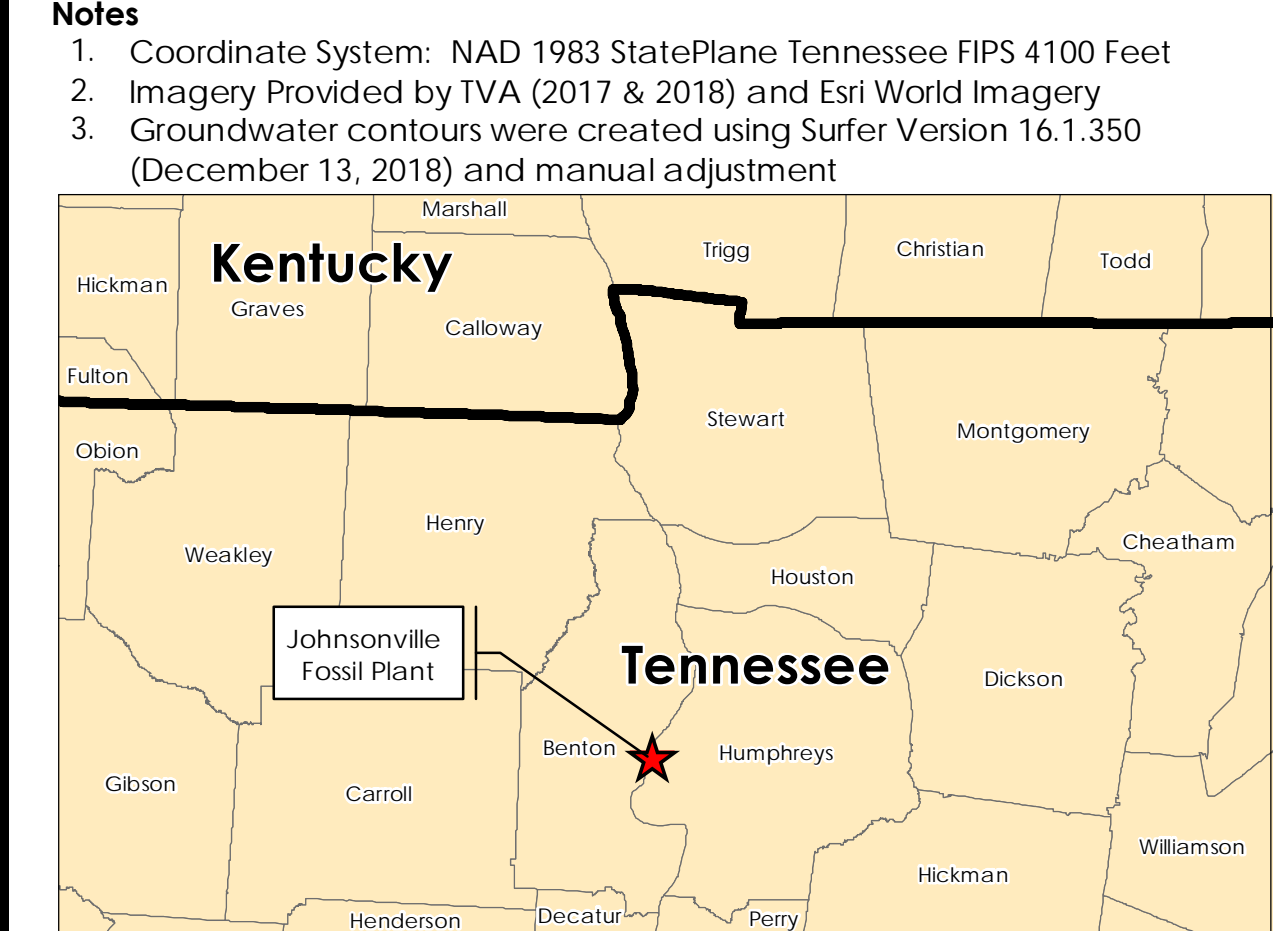 Notes
1. Coordinate System: NAD 1983 StatePlane Tennessee FIPS 4100 Feet
2. Imagery Provided by TVA (2017 & 2018) and Esri World Imagery
3. Groundwater contours were created using Surfer Version 16.1.350
(December 13, 2018) and manual adjustment
Marshall
Trigg
Christian
Todd
Kentucky
Hickman
Graves
Calloway
Fulton
Stewart
Montgomery
Obion
Henry
Weakley
Cheatham
Houston
Johnsonville
Fossil Plant
Tennessee
Dickson
Benton
Humphreys
Gibson
Carroll
Williamson
Hickman
Henderson
Decatur
Perry